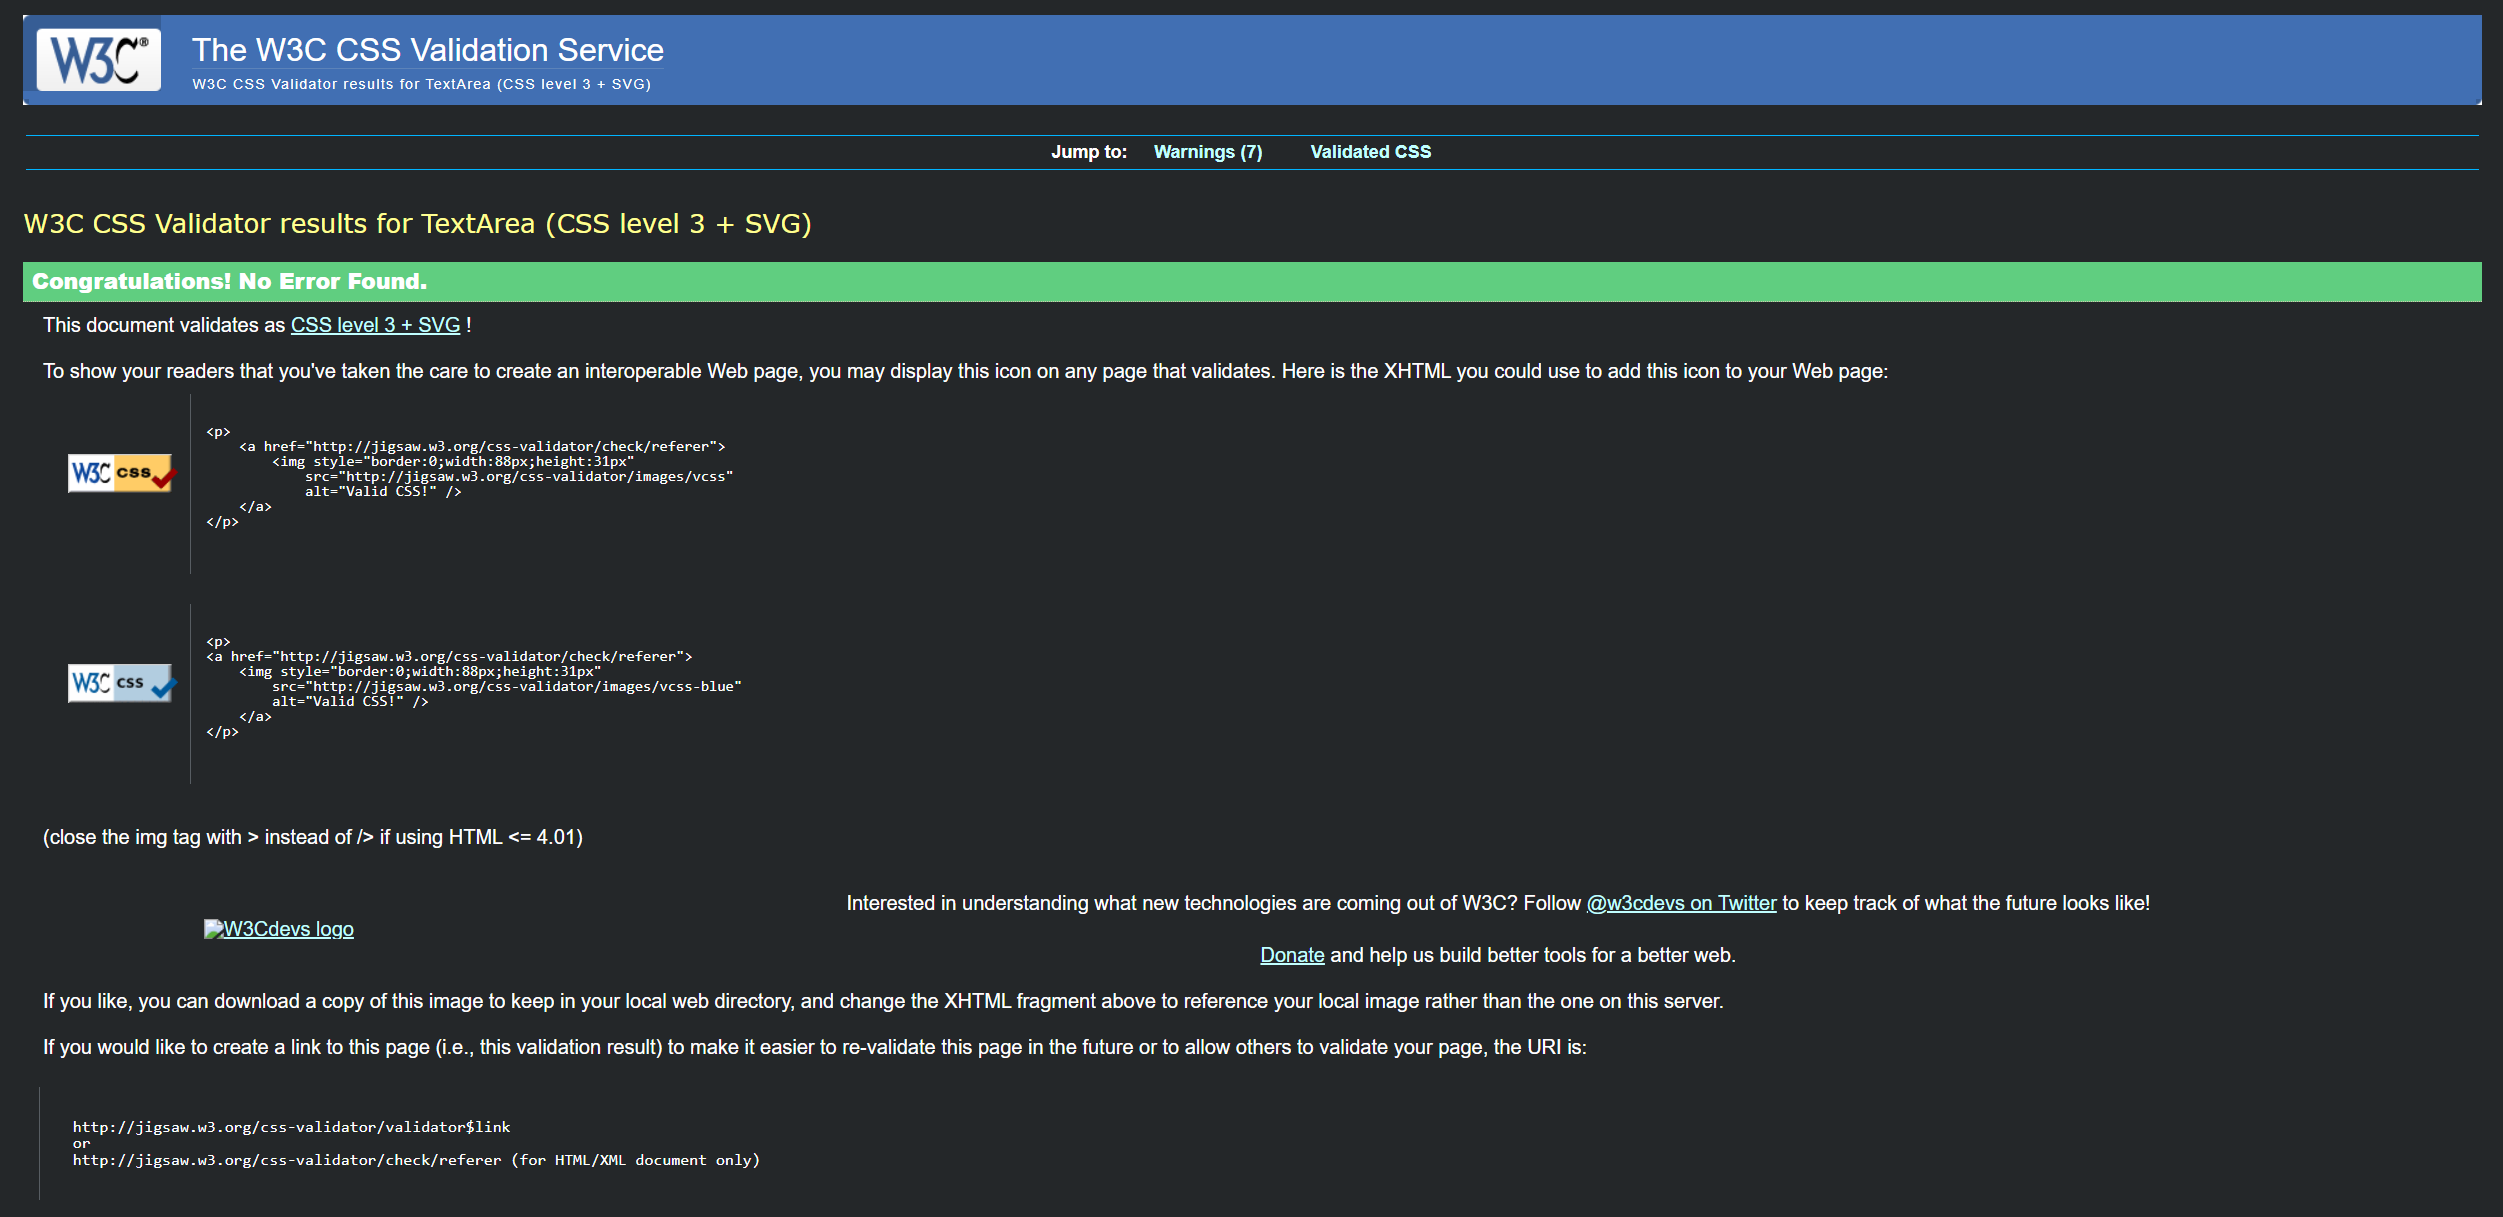 W3C®
The W3C CSS Validation Service
W3C CSS Validator results for TextArea (CSS level 3 + SVG)
Jump to: Warnings (7) Validated CSS
W3C CSS Validator results for TextArea (CSS level 3 + SVG)
Congratulations! No Error Found.
This document validates as CSS level 3 + SVG !
To show your readers that you've taken the care to create an interoperable Web page, you may display this icon on any page that validates. Here is the XHTML you could use to add this icon to your Web page:
W3C css
<p>
    <a href="http://jigsaw.w3.org/css-validator/check/referer">
        <img style="border:0;width:88px;height:31px"
            src="http://jigsaw.w3.org/css-validator/images/vcss"
            alt="Valid CSS!" />
    </a>
</p>
W3C css
<p>
<a href="http://jigsaw.w3.org/css-validator/check/referer">
    <img style="border:0;width:88px;height:31px"
        src="http://jigsaw.w3.org/css-validator/images/vcss-blue"
        alt="Valid CSS!" />
    </a>
</p>
(close the img tag with > instead of /> if using HTML <= 4.01)
W3Cdevs logo
Interested in understanding what new technologies are coming out of W3C? Follow @w3cdevs on Twitter to keep track of what the future looks like!
Donate and help us build better tools for a better web.
If you like, you can download a copy of this image to keep in your local web directory, and change the XHTML fragment above to reference your local image rather than the one on this server.
If you would like to create a link to this page (i.e., this validation result) to make it easier to re-validate this page in the future or to allow others to validate your page, the URI is:
http://jigsaw.w3.org/css-validator/validator$link
or
http://jigsaw.w3.org/css-validator/check/referer (for HTML/XML document only)